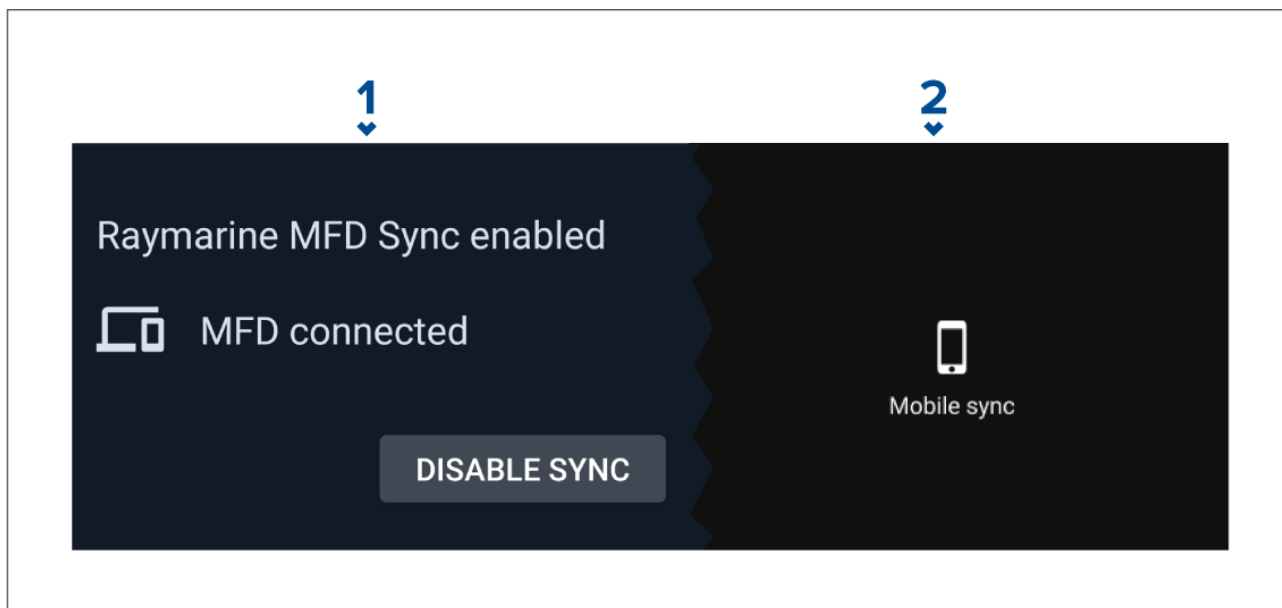 1
2
Raymarine MFD Sync enabled
MFD connected
Mobile sync
DISABLE SYNC